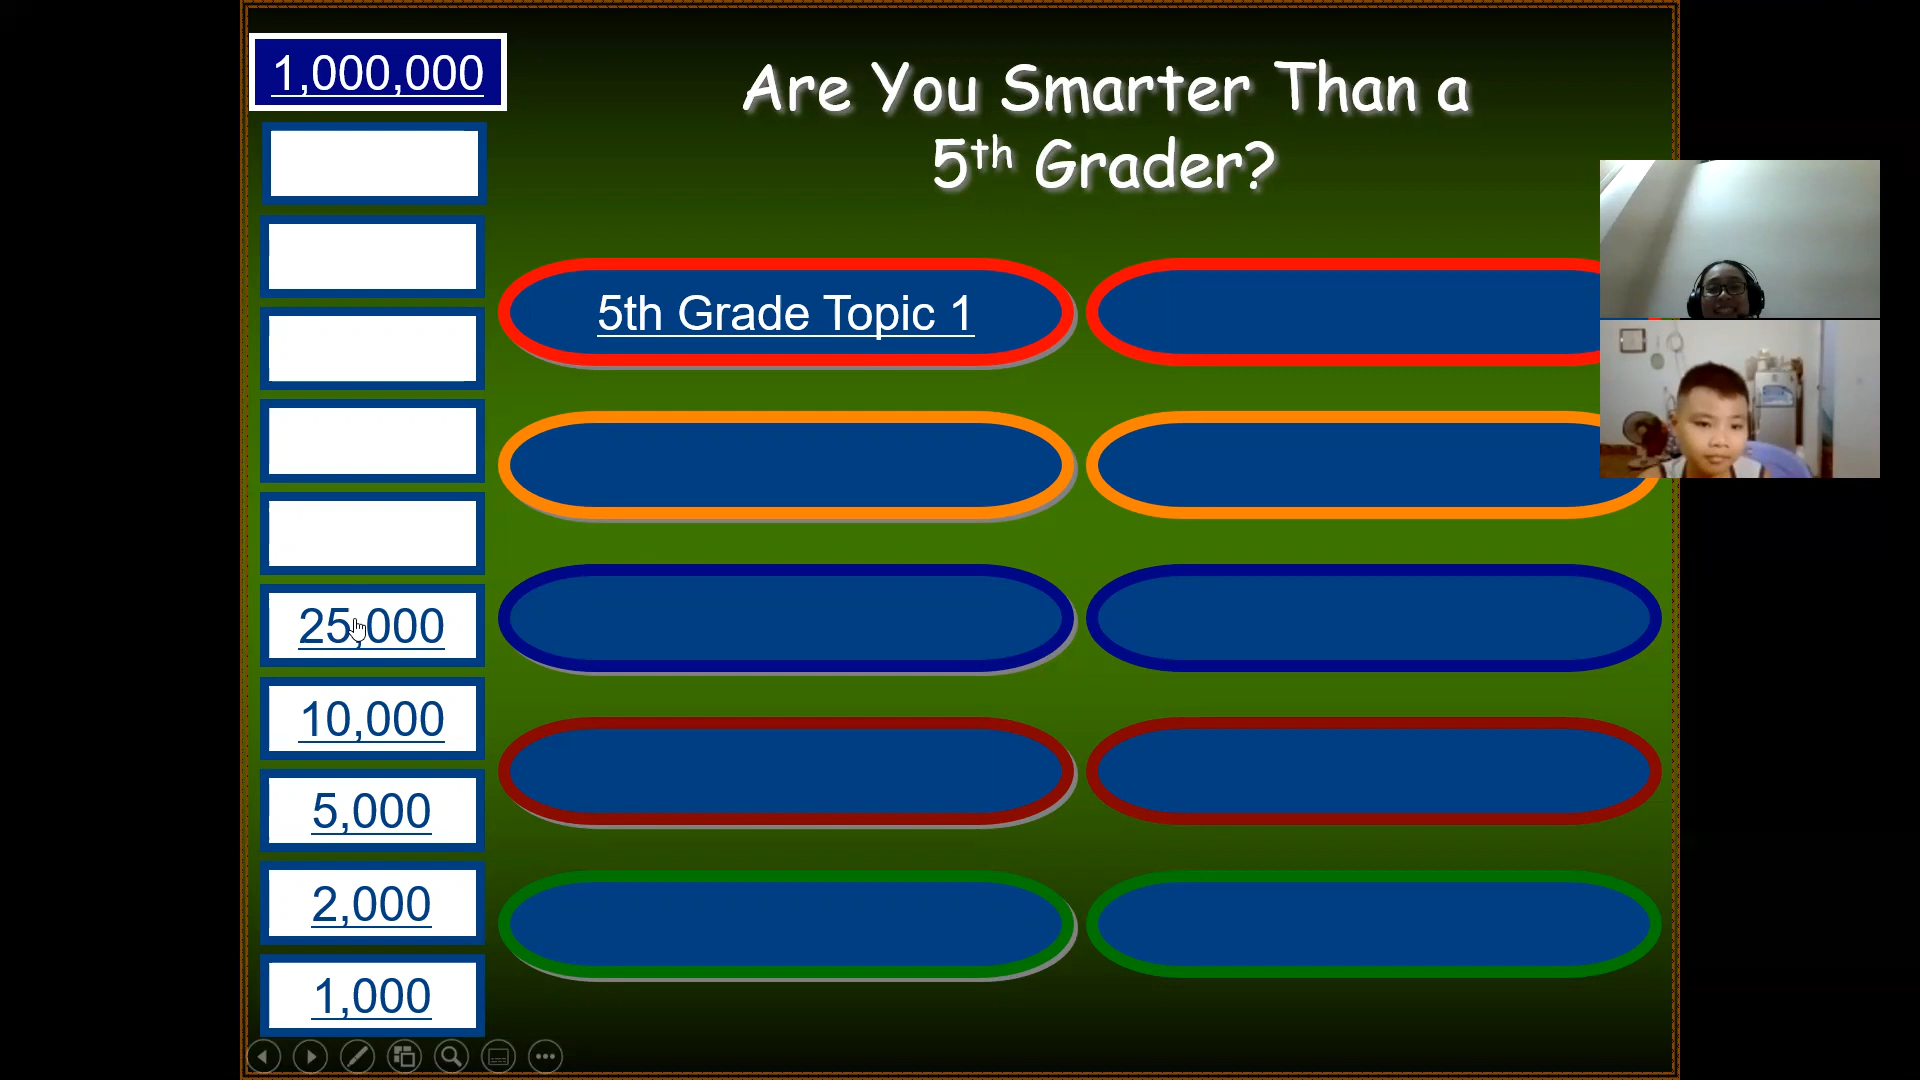 1,000,000
Are You Smarter Than a
5th Grader?
5th Grade Topic 1
25,000
10,000
5,000
2,000
1,000